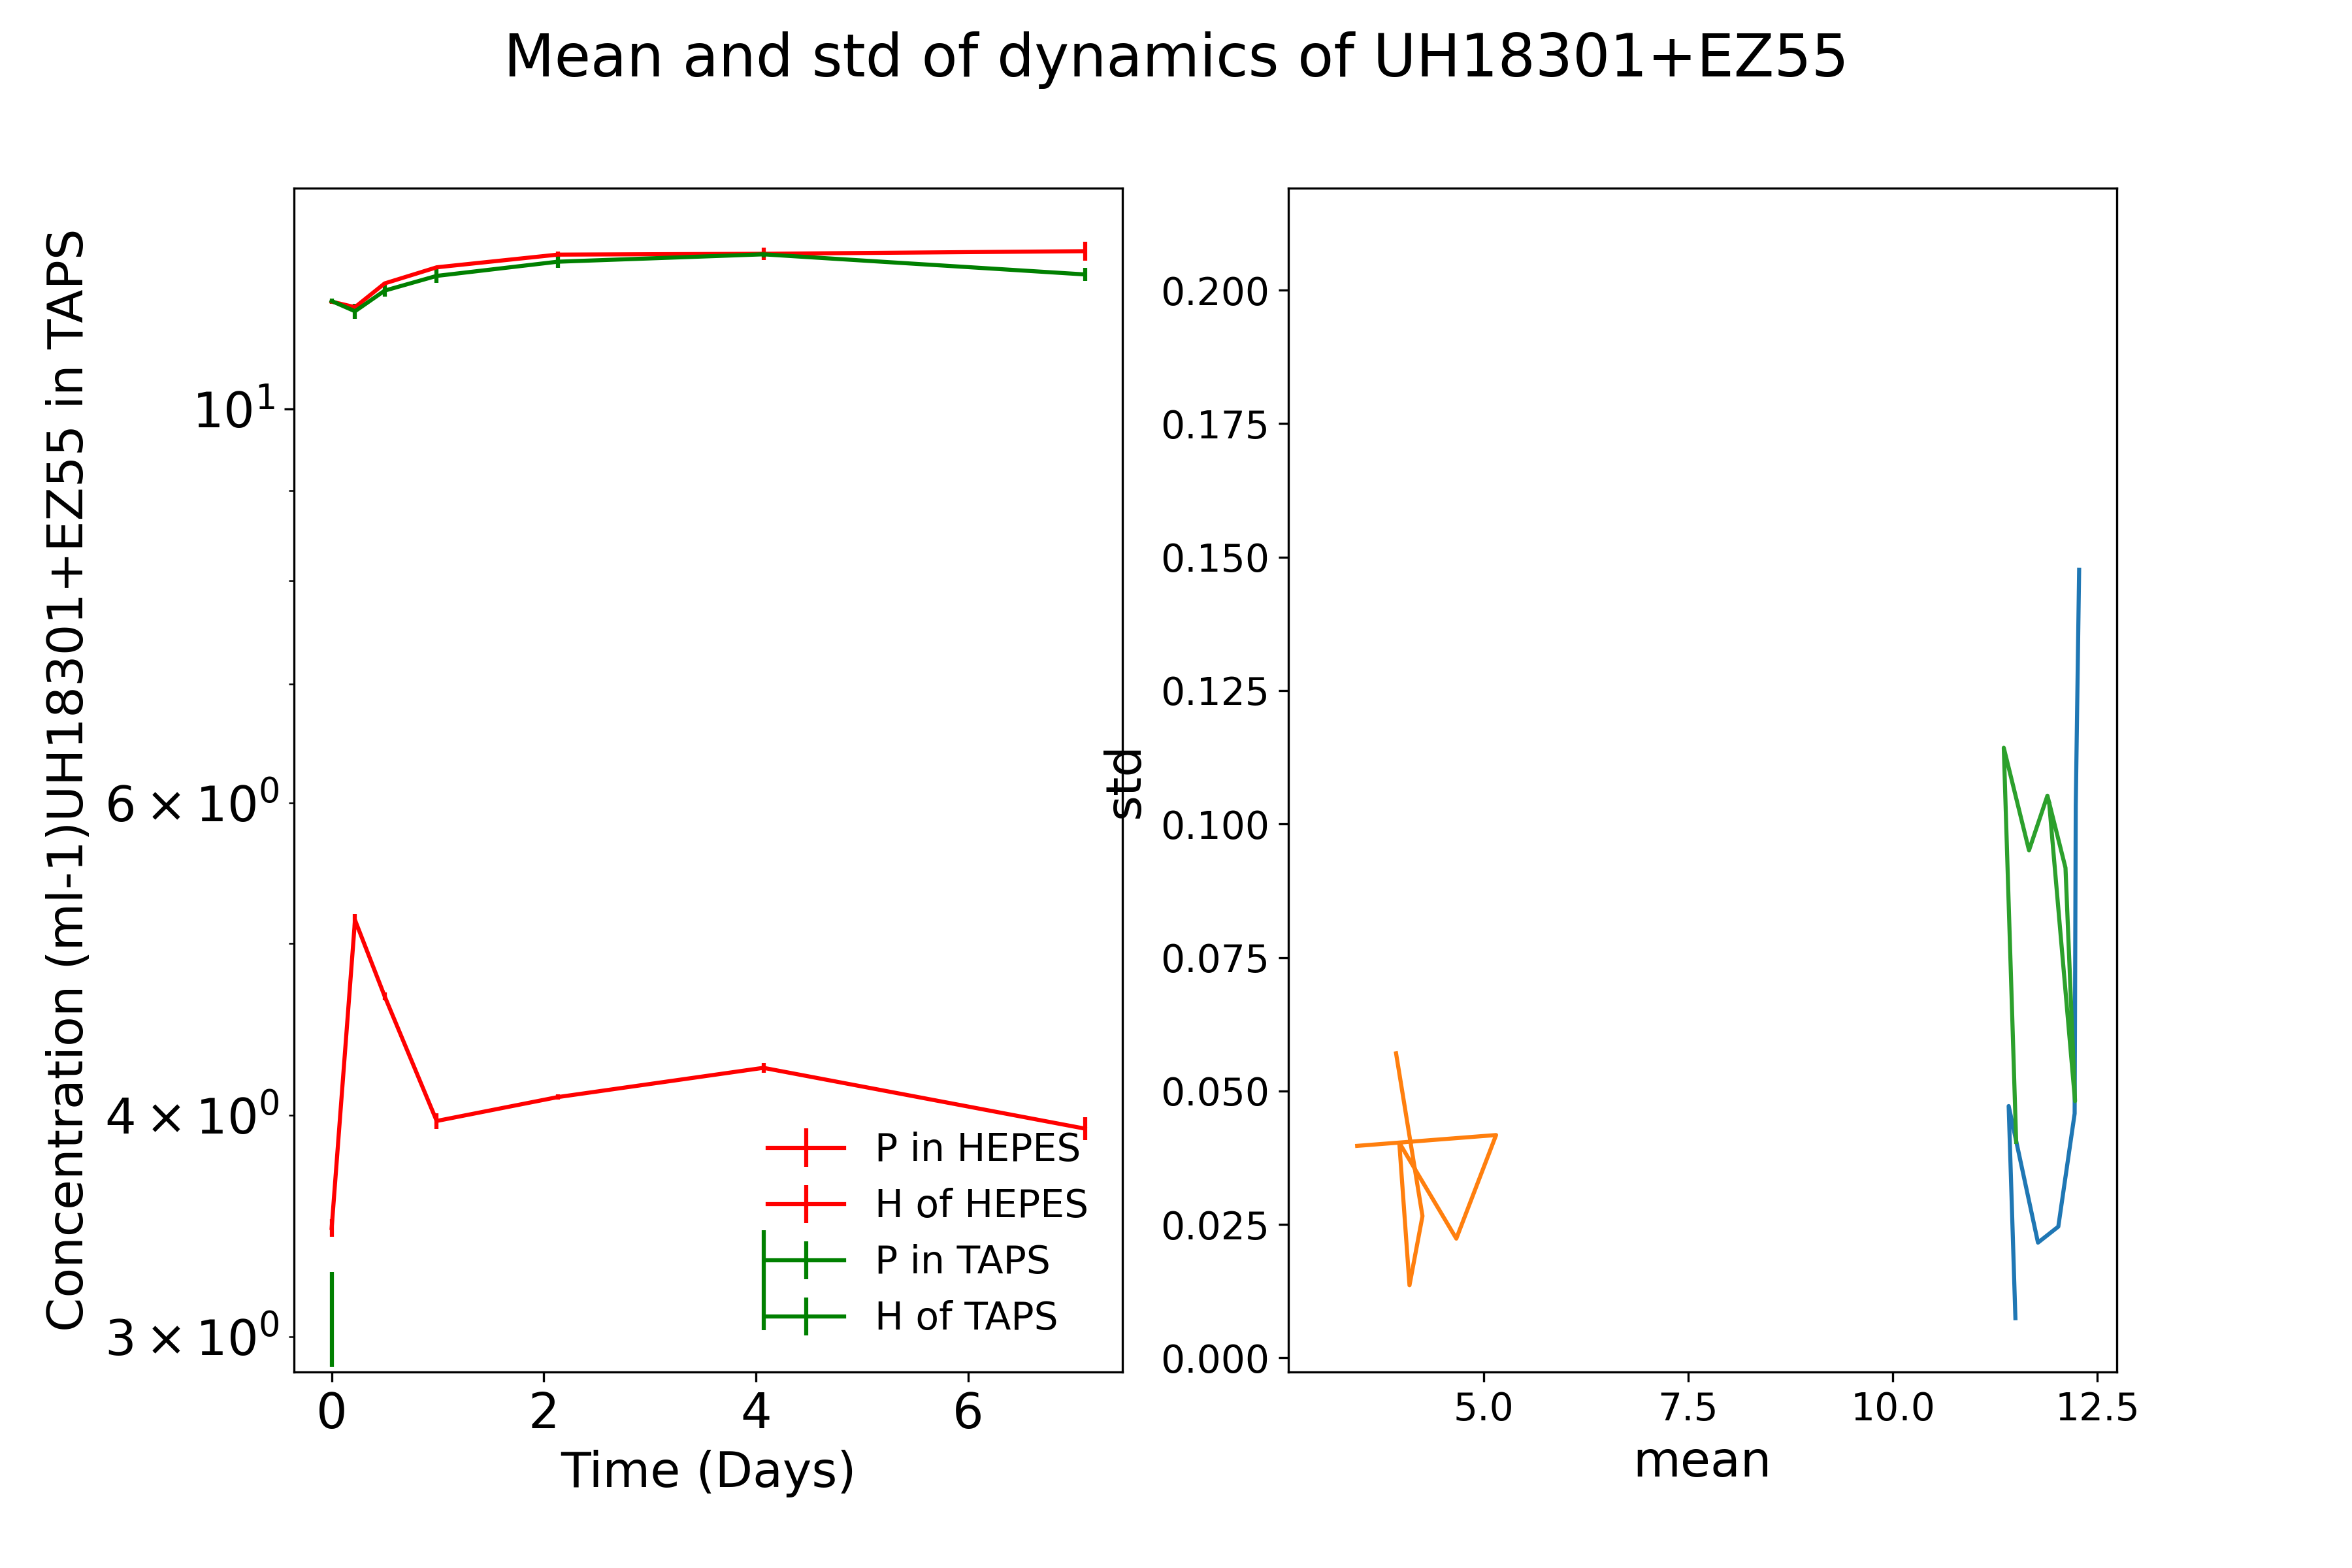 Mean and std of dynamics of UH18301+EZ55
Concentration (ml-1)UH18301+EZ55 in TAPS
10¹
6 × 10⁰
4 × 10⁰
3 × 10⁰
0 2 4 6
Time (Days)
P in HEPES
H of HEPES
P in TAPS
H of TAPS
std
0.200
0.175
0.150
0.125
0.100
0.075
0.050
0.025
0.000
5.0 7.5 10.0 12.5
mean